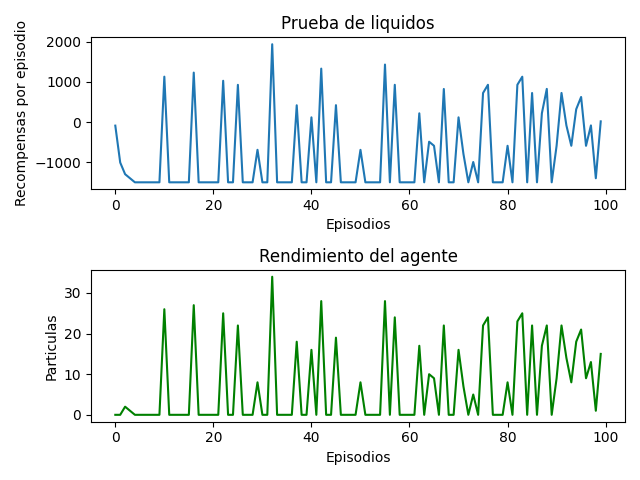 Prueba de liquidos
Recompensas por episodio
2000
1000
0
−1000
0 20 40 60 80 100
Episodios
Rendimiento del agente
Particulas
30
20
10
0
0 20 40 60 80 100
Episodios